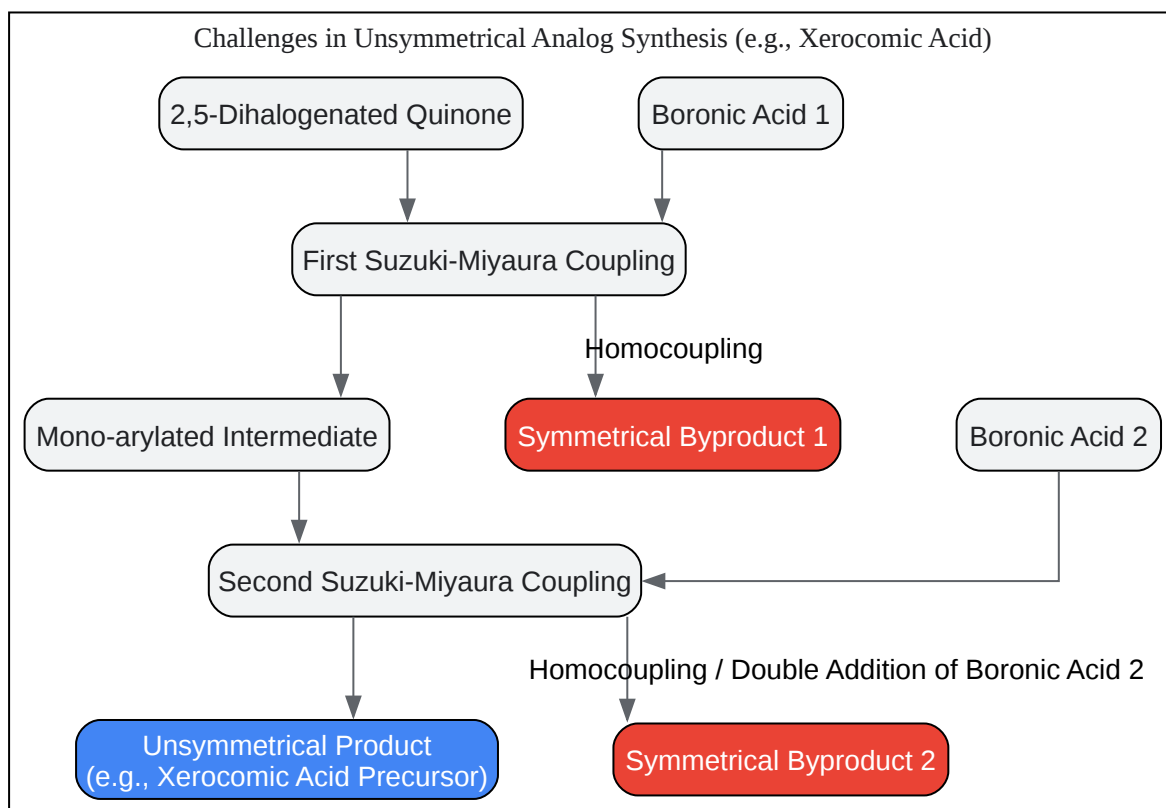 Challenges in Unsymmetrical Analog Synthesis (e.g., Xerocomic Acid)
2,5-Dihalogenated Quinone
Boronic Acid 1
First Suzuki-Miyaura Coupling
Homocoupling
Mono-arylated Intermediate
Symmetrical Byproduct 1
Boronic Acid 2
Second Suzuki-Miyaura Coupling
Homocoupling / Double Addition of Boronic Acid 2
Unsymmetrical Product
(e.g., Xerocomic Acid Precursor)
Symmetrical Byproduct 2